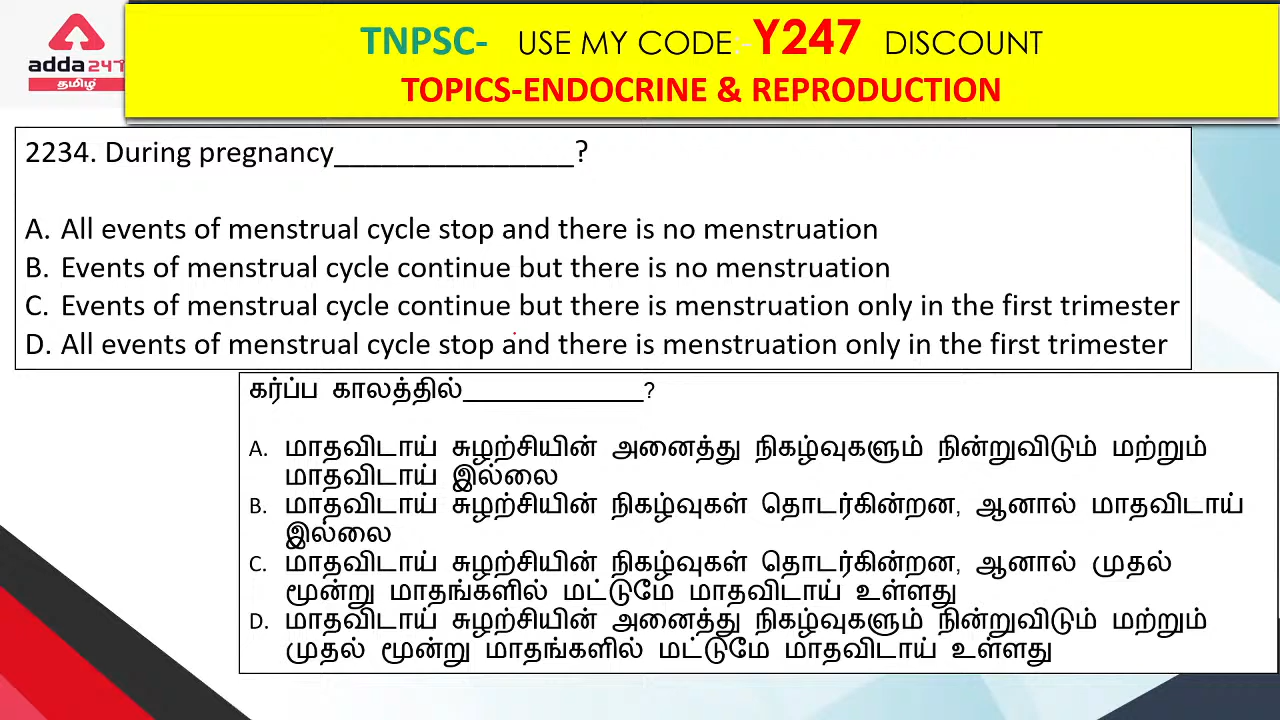 adda247
தமிழ்
TNPSC- USE MY CODE:-Y247 DISCOUNT
TOPICS-ENDOCRINE & REPRODUCTION
2234. During pregnancy________________?
A. All events of menstrual cycle stop and there is no menstruation
B. Events of menstrual cycle continue but there is no menstruation
C. Events of menstrual cycle continue but there is menstruation only in the first trimester
D. All events of menstrual cycle stop and there is menstruation only in the first trimester
கர்ப்ப காலத்தில்________________?
A. மாதவிடாய் சுழற்சியின் அனைத்து நிகழ்வுகளும் நின்றுவிடும் மற்றும்
மாதவிடாய் இல்லை
B. மாதவிடாய் சுழற்சியின் நிகழ்வுகள் தொடர்கின்றன, ஆனால் மாதவிடாய்
இல்லை
C. மாதவிடாய் சுழற்சியின் நிகழ்வுகள் தொடர்கின்றன, ஆனால் முதல்
மூன்று மாதங்களில் மட்டுமே மாதவிடாய் உள்ளது
D. மாதவிடாய் சுழற்சியின் அனைத்து நிகழ்வுகளும் நின்றுவிடும் மற்றும்
முதல் மூன்று மாதங்களில் மட்டுமே மாதவிடாய் உள்ளது